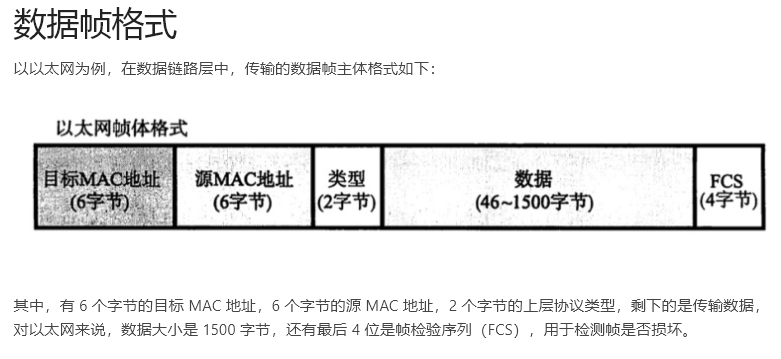 数据帧格式
以以太网为例，在数据链路层中，传输的数据帧主体格式如下：
以太网帧体格式
目标MAC地址
(6字节)
源MAC地址
(6字节)
类型
(2字节)
数据
(46~1500字节)
FCS
(4字节)
其中，有 6 个字节的目标 MAC 地址，6 个字节的源 MAC 地址，2 个字节的上层协议类型，剩下的是传输数据，
对以太网来说，数据大小是 1500 字节，还有最后 4 位是帧检验序列（FCS），用于检测帧是否损坏。